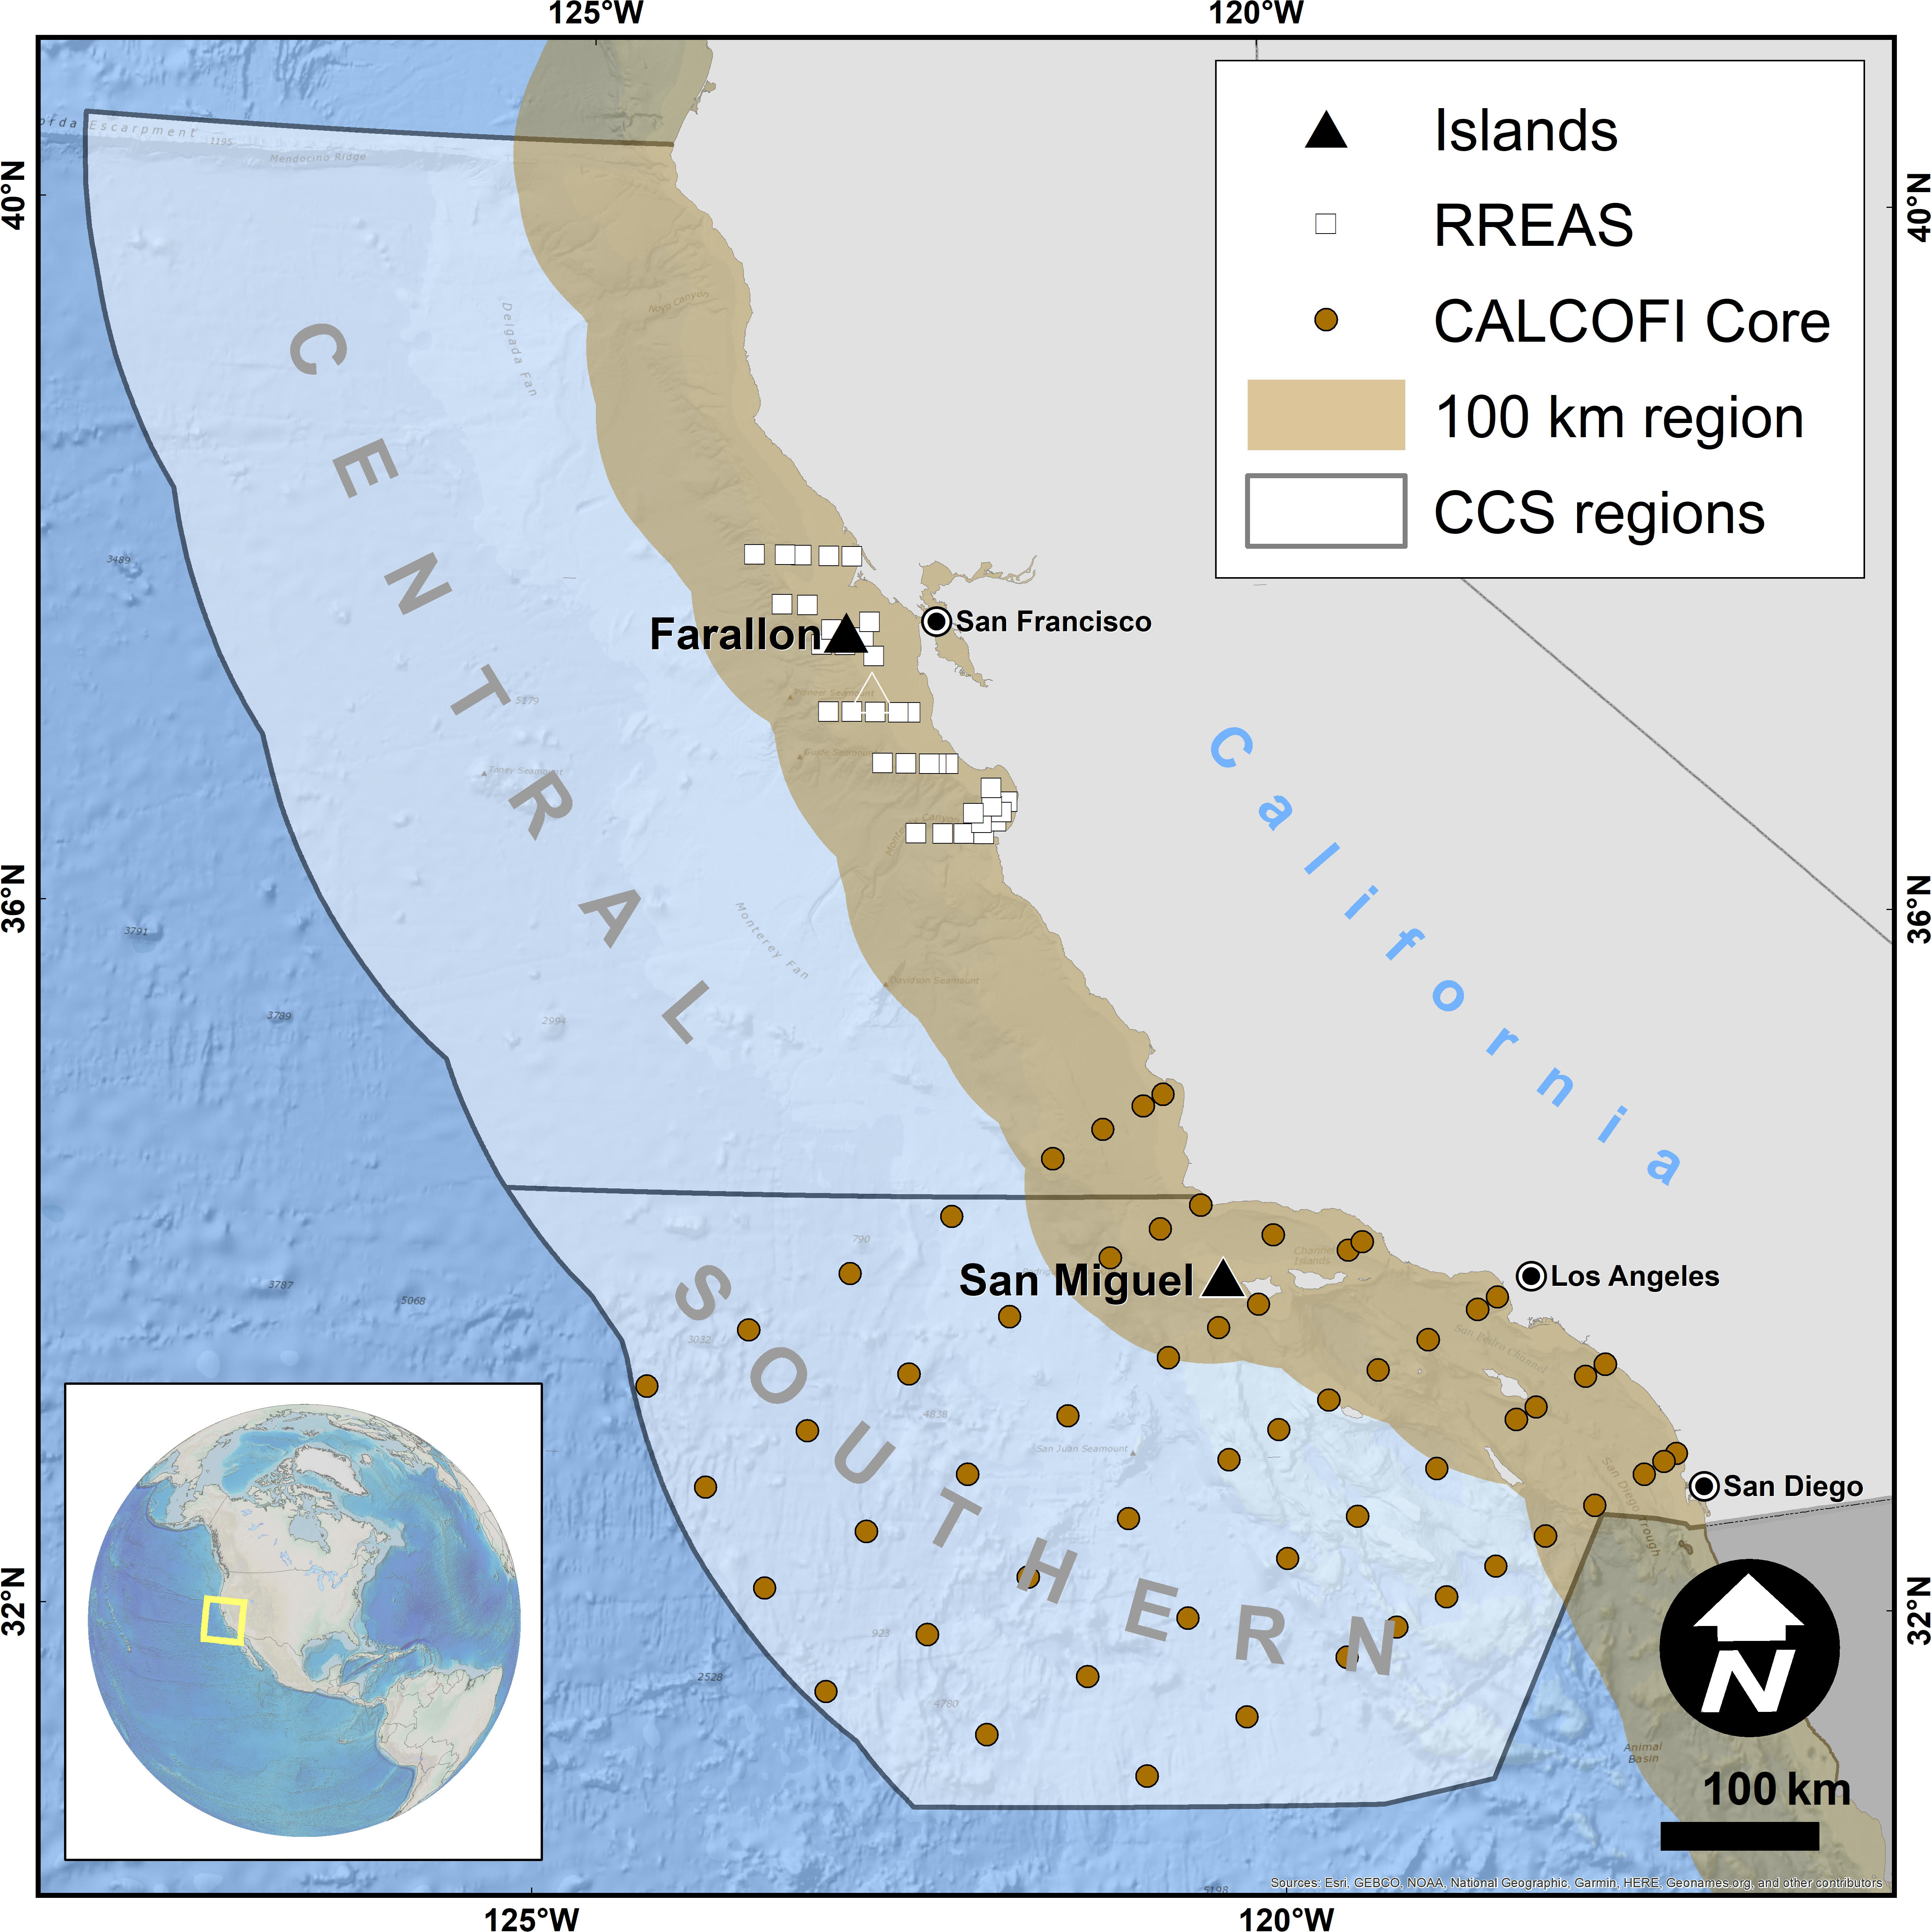 125°W
120°W
40°N
40°N
36°N
36°N
32°N
32°N
125°W
120°W
Islands
RREAS
CALCOFI Core
100 km region
CCS regions
Escarpment
1195
Mendocino Ridge
Noyo Canyon
Delgada Fan
CENTRAL
3489
San Francisco
Farallon
Pioneer Seamount
5179
Guide Seamount
Taney Seamount
California
Monterey Canyon
3791
Monterey Fan
Davidson Seamount
3789
2994
790
Channel
Islands
San Miguel
Los Angeles
3787
5068
3032
San Pedro Channel
SOUTHERN
4838
San Juan Seamount
San Diego
San Diego Trough
923
2528
4780
Animal
Basin
N
100 km
Sources: Esri, GEBCO, NOAA, National Geographic, Garmin, HERE, Geonames.org, and other contributors
5198